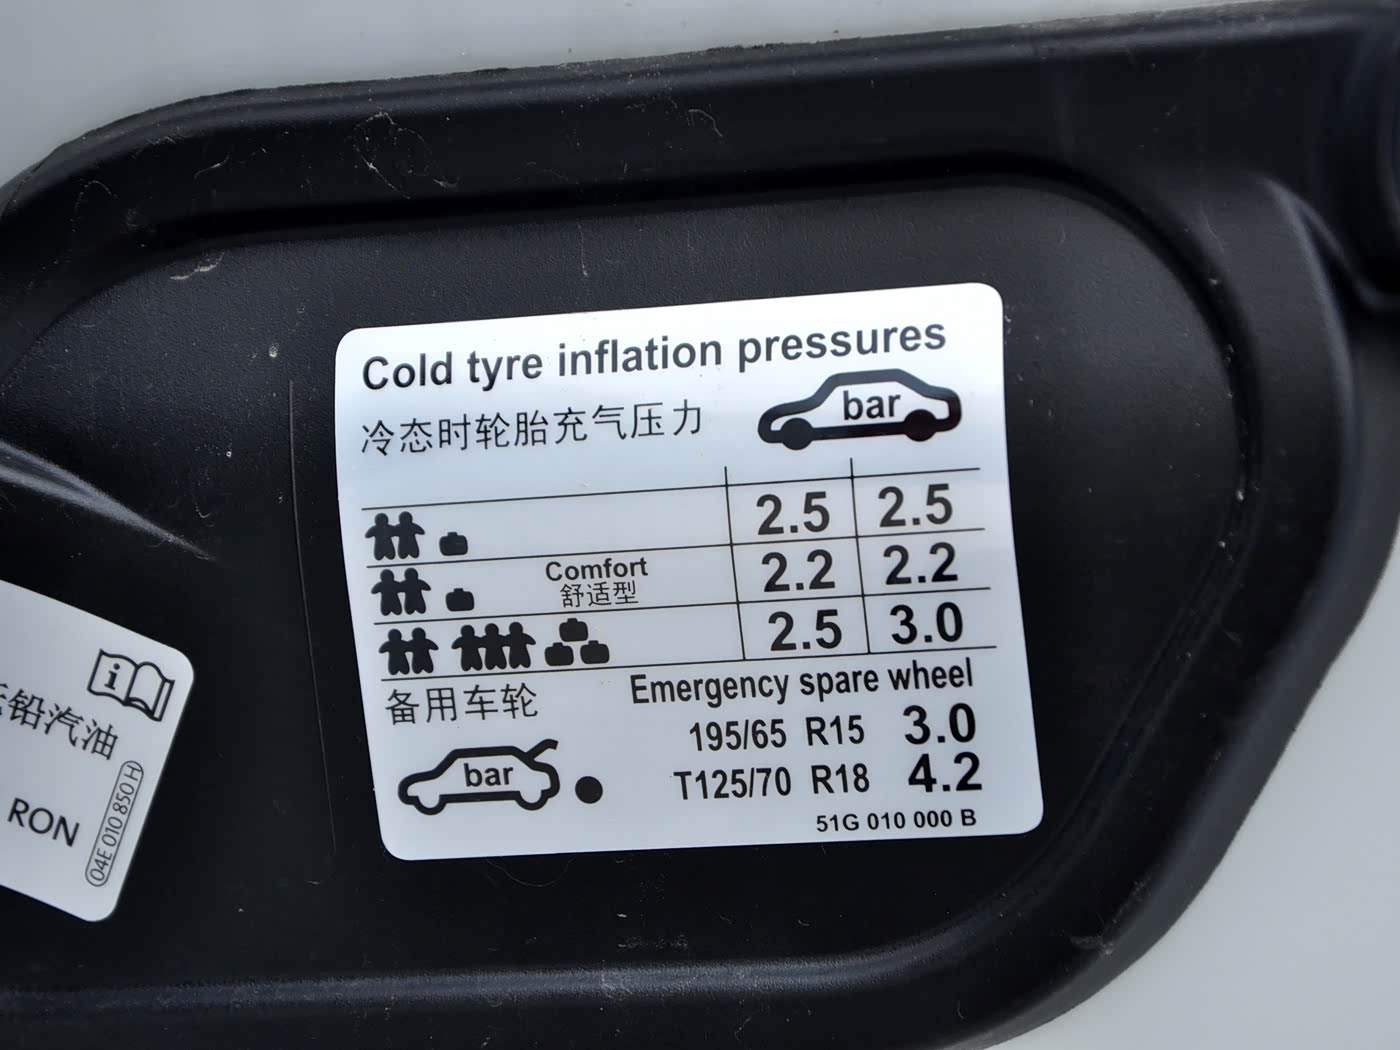 Cold tyre inflation pressures
冷态时轮胎充气压力
bar
2.5 2.5
Comfort
舒适型
2.2 2.2
2.5 3.0
备用车轮 Emergency spare wheel
195/65 R15 3.0
bar
T125/70 R18 4.2
51G 010 000 B
i
铅汽油
RON
04E 010 850 H